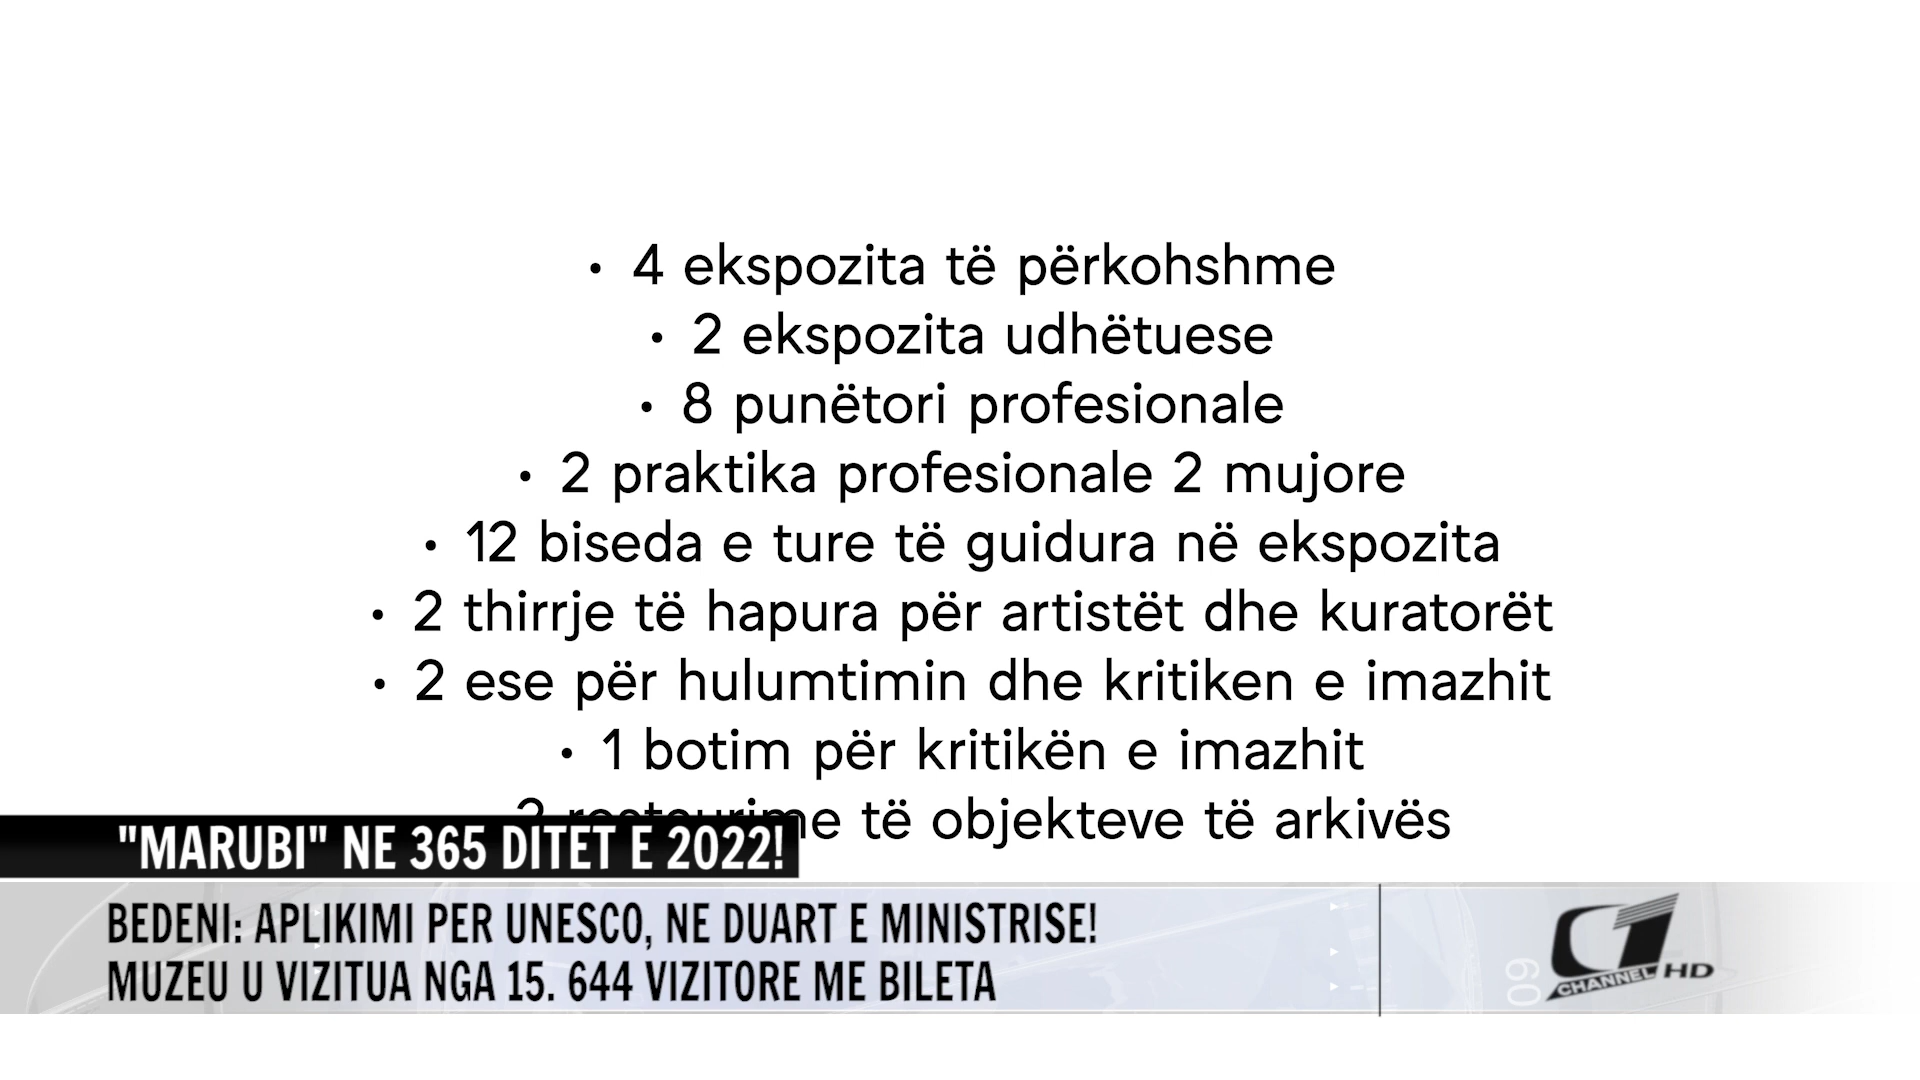 • 4 ekspozita të përkohshme
• 2 ekspozita udhëtuese
• 8 punëtori profesionale
• 2 praktika profesionale 2 mujore
• 12 biseda e ture të guidura në ekspozita
• 2 thirrje të hapura për artistët dhe kuratorët
• 2 ese për hulumtimin dhe kritiken e imazhit
• 1 botim për kritikën e imazhit
restaurime të objekteve të arkivës
"MARUBI" NE 365 DITET E 2022!
BEDENI: APLIKIMI PER UNESCO, NE DUART E MINISTRISE!
MUZEU U VIZITUA NGA 15. 644 VIZITORE ME BILETA
09
C1
CHANNEL HD